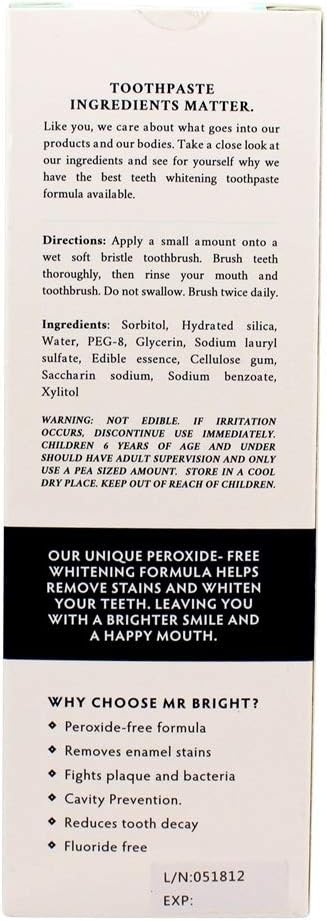 TOOTHPASTE
INGREDIENTS MATTER.
Like you, we care about what goes into our
products and our bodies. Take a close look at
our ingredients and see for yourself why we
have the best teeth whitening toothpaste
formula available.
Directions: Apply a small amount onto a
wet soft bristle toothbrush. Brush teeth
thoroughly, then rinse your mouth and
toothbrush. Do not swallow. Brush twice daily.
Ingredients: Sorbitol, Hydrated silica,
Water, PEG-8, Glycerin, Sodium lauryl
sulfate, Edible essence, Cellulose gum,
Saccharin sodium, Sodium benzoate,
Xylitol
WARNING: NOT EDIBLE. IF IRRITATION
OCCURS, DISCONTINUE USE IMMEDIATELY.
CHILDREN 6 YEARS OF AGE AND UNDER
SHOULD HAVE ADULT SUPERVISION AND ONLY
USE A PEA SIZED AMOUNT. STORE IN A COOL
DRY PLACE. KEEP OUT OF REACH OF CHILDREN.
OUR UNIQUE PEROXIDE- FREE
WHITENING FORMULA HELPS
REMOVE STAINS AND WHITEN
YOUR TEETH. LEAVING YOU
WITH A BRIGHTER SMILE AND
A HAPPY MOUTH.
WHY CHOOSE MR BRIGHT?
Peroxide-free formula
Removes enamel stains
Fights plaque and bacteria
Cavity Prevention.
Reduces tooth decay
Fluoride free
L/N:051812
EXP: